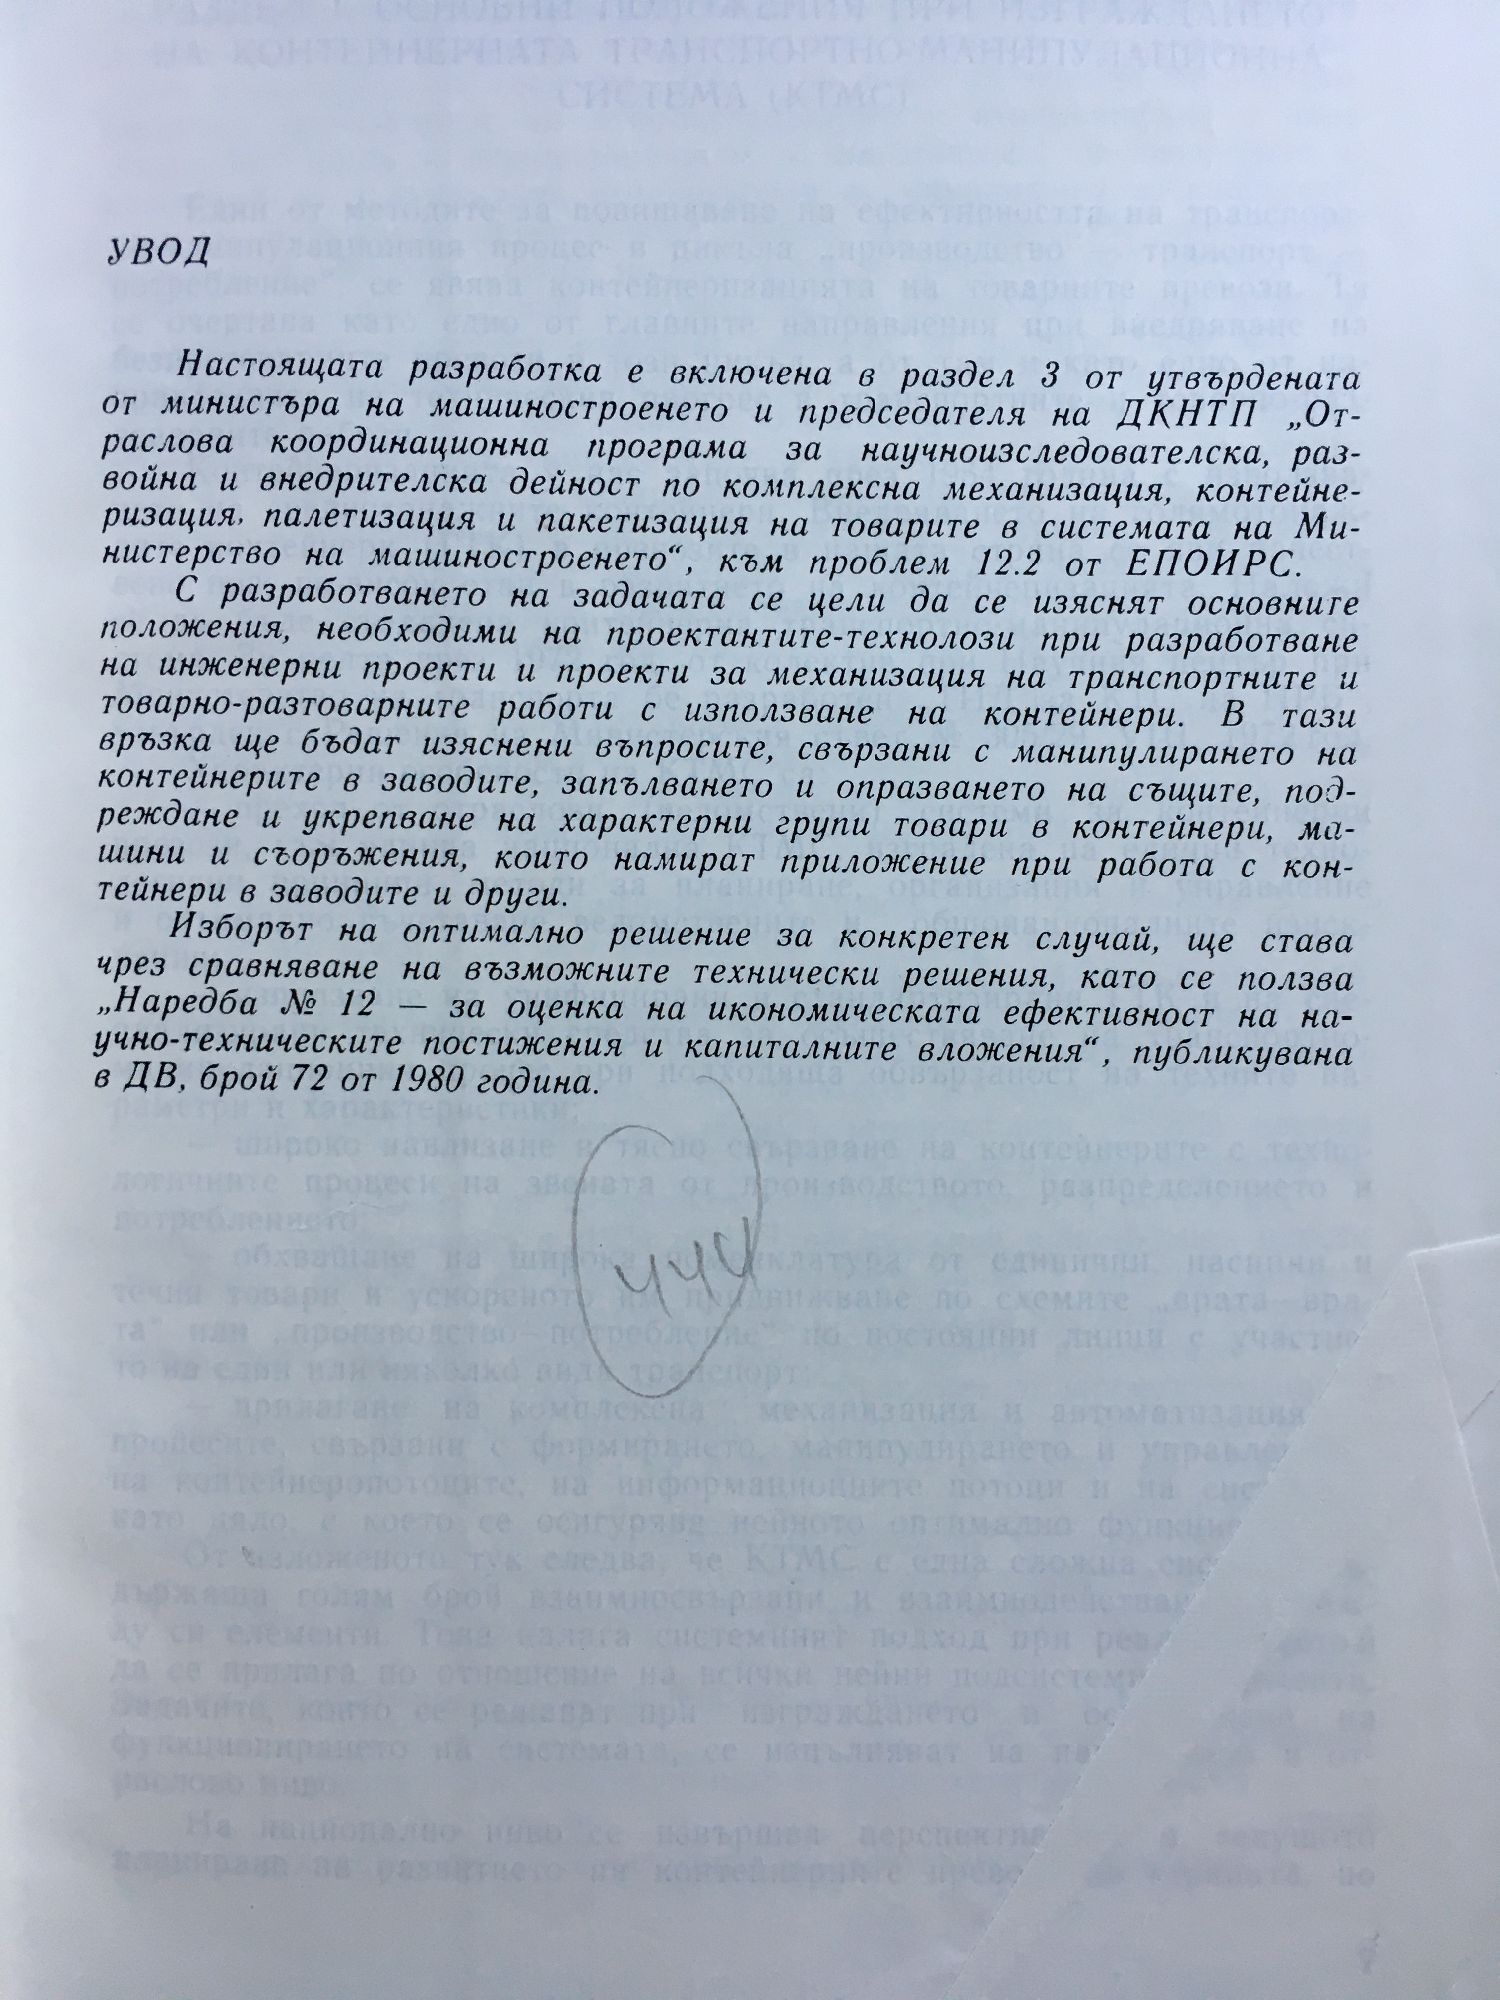 УВОД
Настоящата разработка е включена в раздел 3 от утвърдената
от министъра на машиностроенето и председателя на ДКНТП „От-
раслова координационна програма за научноизследователска, раз-
война и внедрителска дейност по комплексна механизация, контейне-
ризация, палетизация и пакетизация на товарите в системата на Ми-
нистерство на машиностроенето“, към проблем 12.2 от ЕПОИРС.
С разработването на задачата се цели да се изяснят основните
положения, необходими на проектантите-технолози при разработване
на инженерни проекти и проекти за механизация на транспортните и
товарно-разтоварните работи с използване на контейнери. В тази
връзка ще бъдат изяснени въпросите, свързани с манипулирането на
контейнерите в заводите, запълването и опразването на същите, под-
реждане и укрепване на характерни групи товари в контейнери, ма-
шини и съоръжения, които намират приложение при работа с кон-
тейнери в заводите и други.
Изборът на оптимално решение за конкретен случай, ще става
чрез сравняване на възможните технически решения, като се ползва
„Наредба № 12 — за оценка на икономическата ефективност на на-
учно-техническите постижения и капиталните вложения“, публикувана
в ДВ, брой 72 от 1980 година.